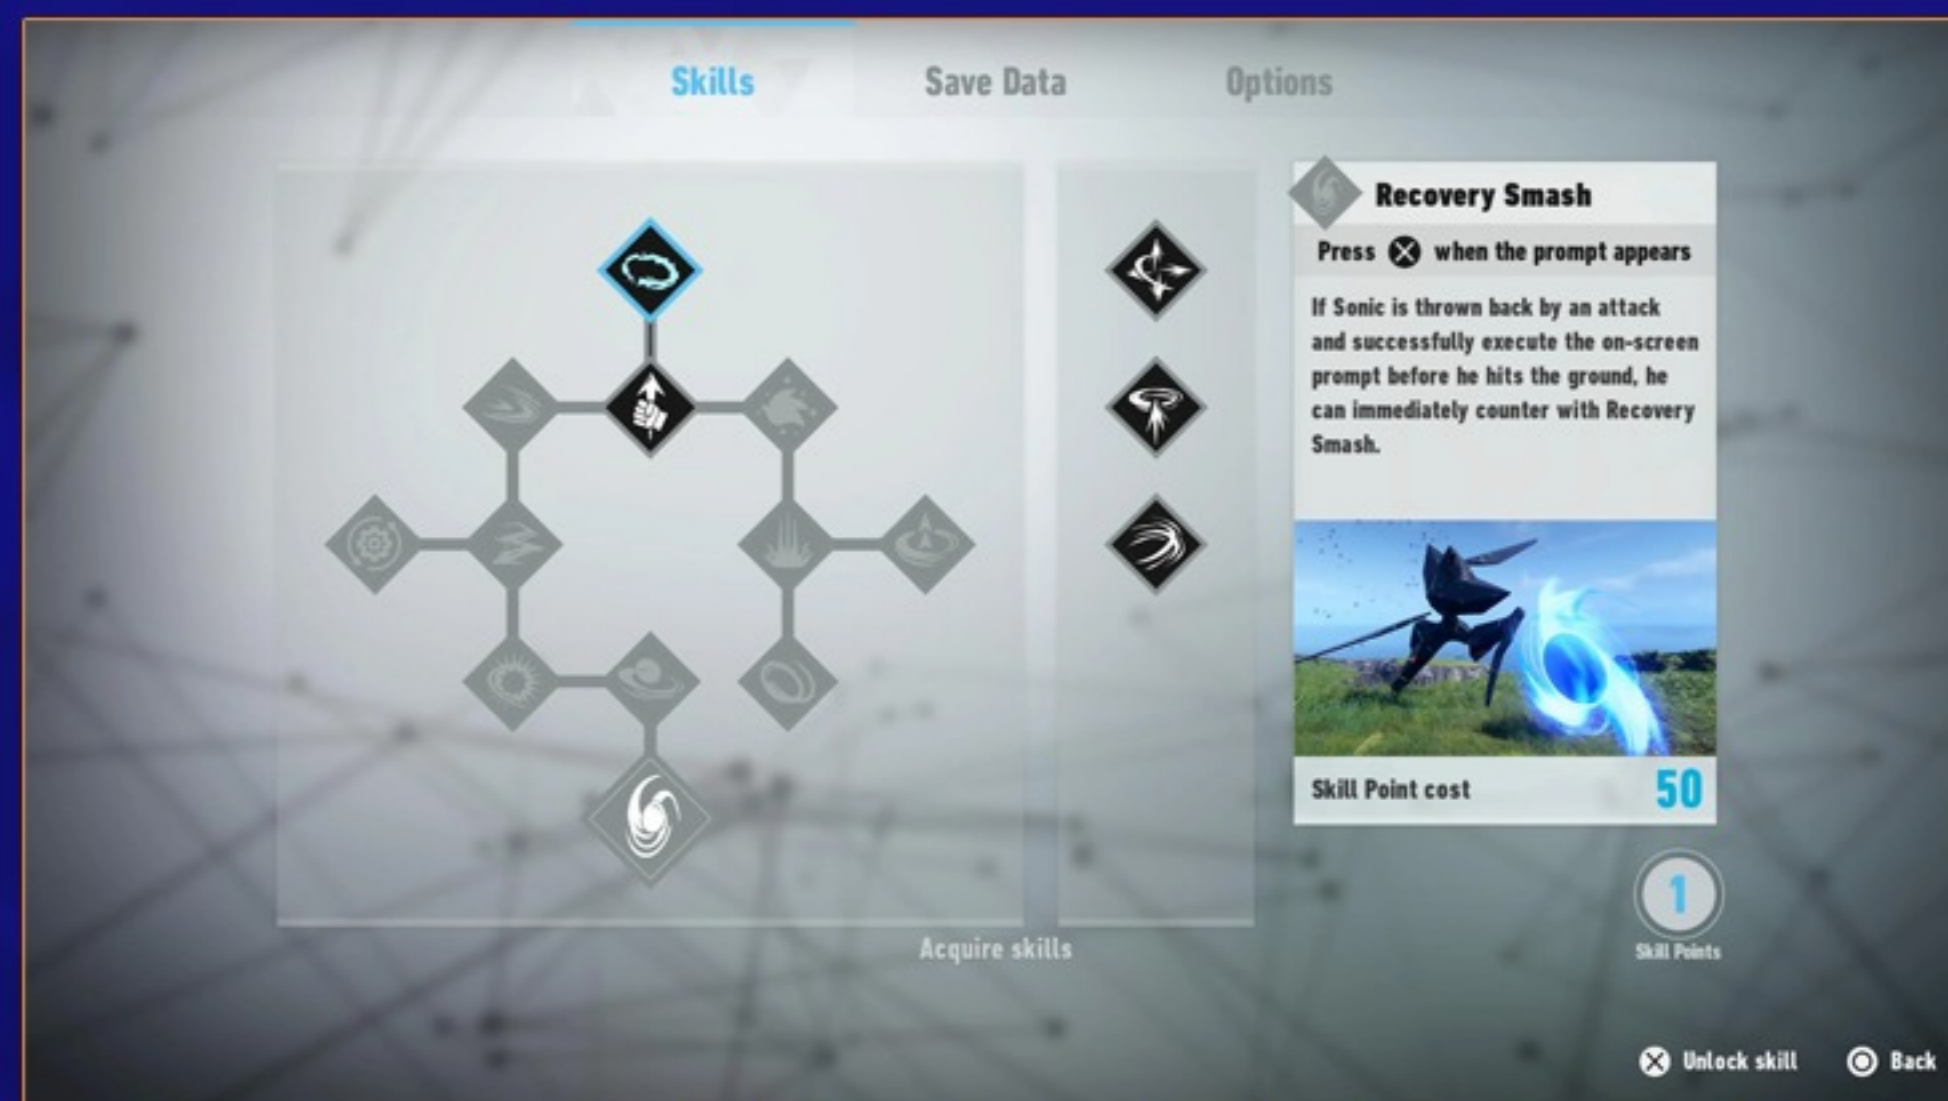 Skills
Save Data
Options
Recovery Smash
Press when the prompt appears
If Sonic is thrown back by an attack
and successfully execute the on-screen
prompt before he hits the ground, he
can immediately counter with Recovery
Smash.
Skill Point cost 50
1
Skill Points
Acquire skills
Unlock skill
Back